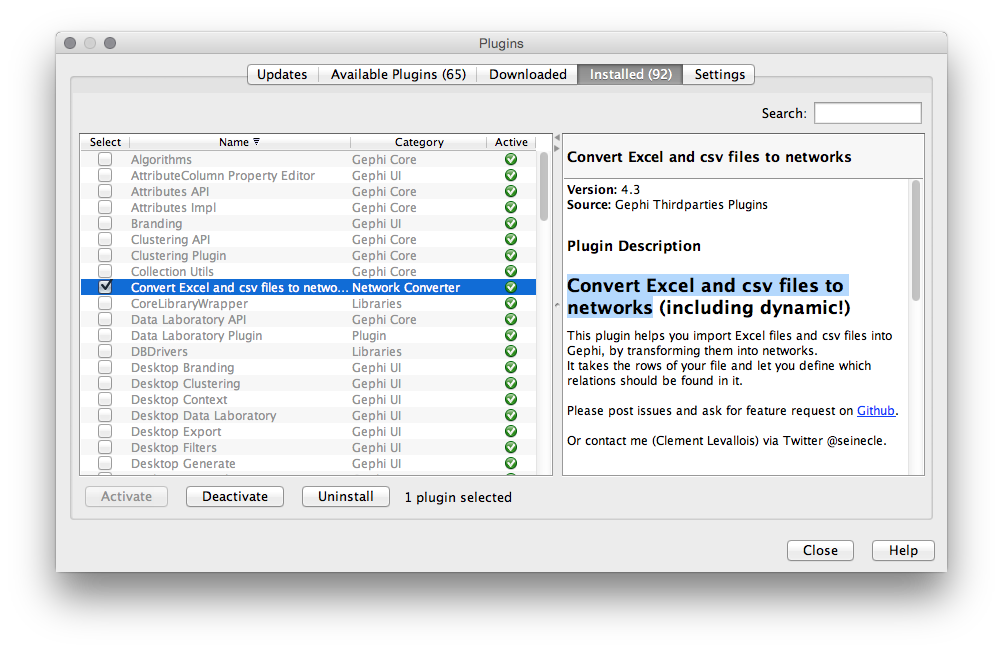 Plugins
Updates Available Plugins (65) Downloaded Installed (92) Settings
Search:
Select Name Category Active
Algorithms Gephi Core
AttributeColumn Property Editor Gephi UI
Attributes API Gephi Core
Attributes Impl Gephi Core
Branding Gephi UI
Clustering API Gephi Core
Clustering Plugin Gephi Core
Collection Utils Gephi Core
Convert Excel and csv files to netwo... Network Converter
CoreLibraryWrapper Libraries
Data Laboratory API Gephi Core
Data Laboratory Plugin Plugin
DBDrivers Libraries
Desktop Branding Gephi UI
Desktop Clustering Gephi UI
Desktop Context Gephi UI
Desktop Data Laboratory Gephi UI
Desktop Export Gephi UI
Desktop Filters Gephi UI
Desktop Generate Gephi UI
Convert Excel and csv files to networks
Version: 4.3
Source: Gephi Thirdparties Plugins
Plugin Description
Convert Excel and csv files to
networks (including dynamic!)
This plugin helps you import Excel files and csv files into
Gephi, by transforming them into networks.
It takes the rows of your file and let you define which
relations should be found in it.
Please post issues and ask for feature request on Github.
Or contact me (Clement Levallois) via Twitter @seinecle.
Activate Deactivate Uninstall 1 plugin selected
Close Help